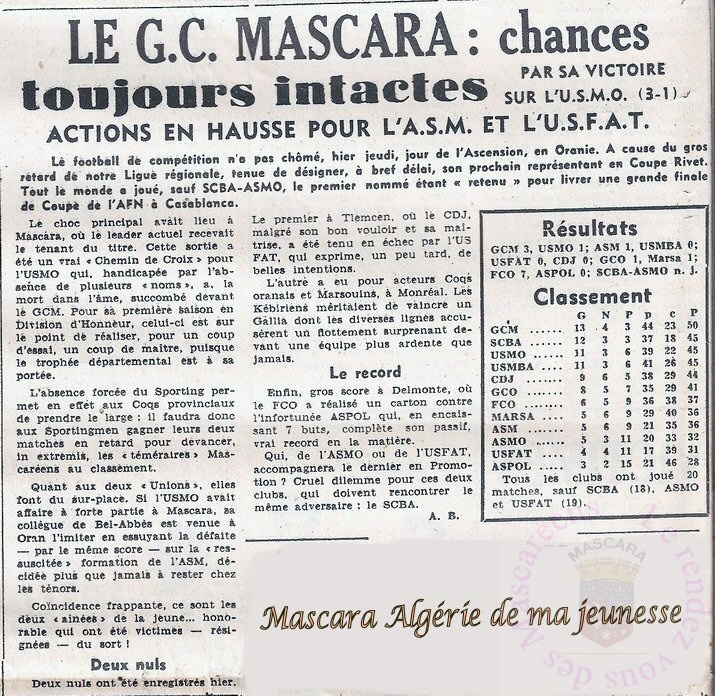 LE G.C. MASCARA : chances
toujours intactes
PAR SA VICTOIRE
SUR L'U.S.M.O. (3-1)
ACTIONS EN HAUSSE POUR L'A.S.M. ET L'U.S.F.A.T.
Le football de compétition n'a pas chômé, hier jeudi, jour de l'Ascension, en Oranie. A cause du gros
retard de notre Ligue régionale, tenue de désigner, à bref délai, son prochain représentant en Coupe Rivet.
Tout le monde a joué, sauf SCBA-ASMO, le premier nommé étant « retenu » pour livrer une grande finale
de Coupe de l'AFN à Casablanca.
Le choc principal avait lieu à
Mascara, où le leader actuel recevait
le tenant du titre. Cette sortie a
été un vrai « Chemin de Croix » pour
l'USMO qui, handicapée par l'ab-
sence de plusieurs « noms », a, la
mort dans l'âme, succombé devant
le GCM. Pour sa première saison en
Division d'Honneur, celui-ci est sur
le point de réaliser, pour un coup
d'essai, un coup de maître, puisque
le trophée départemental est à sa
portée.
L'absence forcée du Sporting per-
met en effet aux Coqs provinciaux
de prendre le large : il faudra donc
aux Sportingmen gagner leurs deux
matches en retard pour devancer,
in extremis, les « téméraires » Mas-
caréens au classement.
Quant aux deux « Unions », elles
font du sur-place. Si l'USMO avait
affaire à forte partie à Mascara, sa
collègue de Bel-Abbès est venue à
Oran l'imiter en essuyant la défaite
— par le même score — sur la « res-
suscitée » formation de l'ASM, dé-
cidée plus que jamais à rester chez
les ténors.
Coïncidence frappante, ce sont les
deux « aînées » de la jeune... hono-
rable qui ont été victimes — rési-
gnées — du sort !
Deux nuls
Deux nuls ont été enregistrés hier.
Le premier à Tlemcen, où le CDJ,
malgré son bon vouloir et sa maî-
trise, a été tenu en échec par l'US
FAT, qui exprime, un peu tard, de
belles intentions.
L'autre a eu pour acteurs Coqs
oranais et Marsouins, à Monréal. Les
Kébiriens méritaient de vaincre un
Gallia dont les diverses lignes accu-
sèrent un flottement surprenant de-
vant une équipe plus ardente que
jamais.
Le record
Enfin, gros score à Delmonte, où
le FCO a réalisé un carton contre
l'infortunée ASPOL qui, en encais-
sant 7 buts, complète son passif,
vrai record en la matière.
Qui, de l'ASMO ou de l'USFAT,
accompagnera le dernier en Promo-
tion ? Cruel dilemme pour ces deux
clubs, qui doivent rencontrer le
même adversaire : le SCBA.
A. B.
Résultats
GCM 3, USMO 1; ASM 1, USMBA 0;
USFAT 0, CDJ 0; GCO 1, Marsa 1;
FCO 7, ASPOL 0; SCBA-ASMO n. j.
Classement
G N P p c P
GCM ...... 13 4 3 44 23 50
SCBA ...... 12 3 3 37 18 45
USMO ..... 11 3 6 39 22 45
USMBA .... 11 3 6 41 26 45
CDJ ...... 9 6 5 38 29 44
GCO ...... 8 5 7 35 29 41
FCO ...... 6 5 9 36 38 37
MARSA .... 5 6 9 29 40 36
ASM ...... 5 6 9 21 35 36
ASMO ..... 5 3 11 20 33 32
USFAT .... 4 4 11 17 39 31
ASPOL .... 3 2 15 21 46 28
Tous les clubs ont joué 20
matches, sauf SCBA (18), ASMO
et USFAT (19).
MASCARA
Mascara Algérie de ma jeunesse